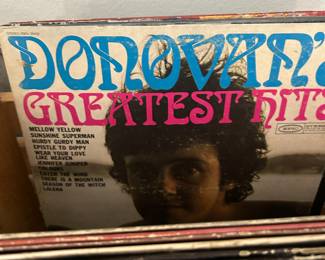 DONOVAN'S
GREATEST HITS
MELLOW YELLOW
SUNSHINE SUPERMAN
HURDY GURDY MAN
EPISTLE TO DIPPY
WEAR YOUR LOVE
LIKE HEAVEN
JENNIFER JUNIPER
COLOURS
CATCH THE WIND
THERE IS A MOUNTAIN
SEASON OF THE WITCH
LALENA
EPIC